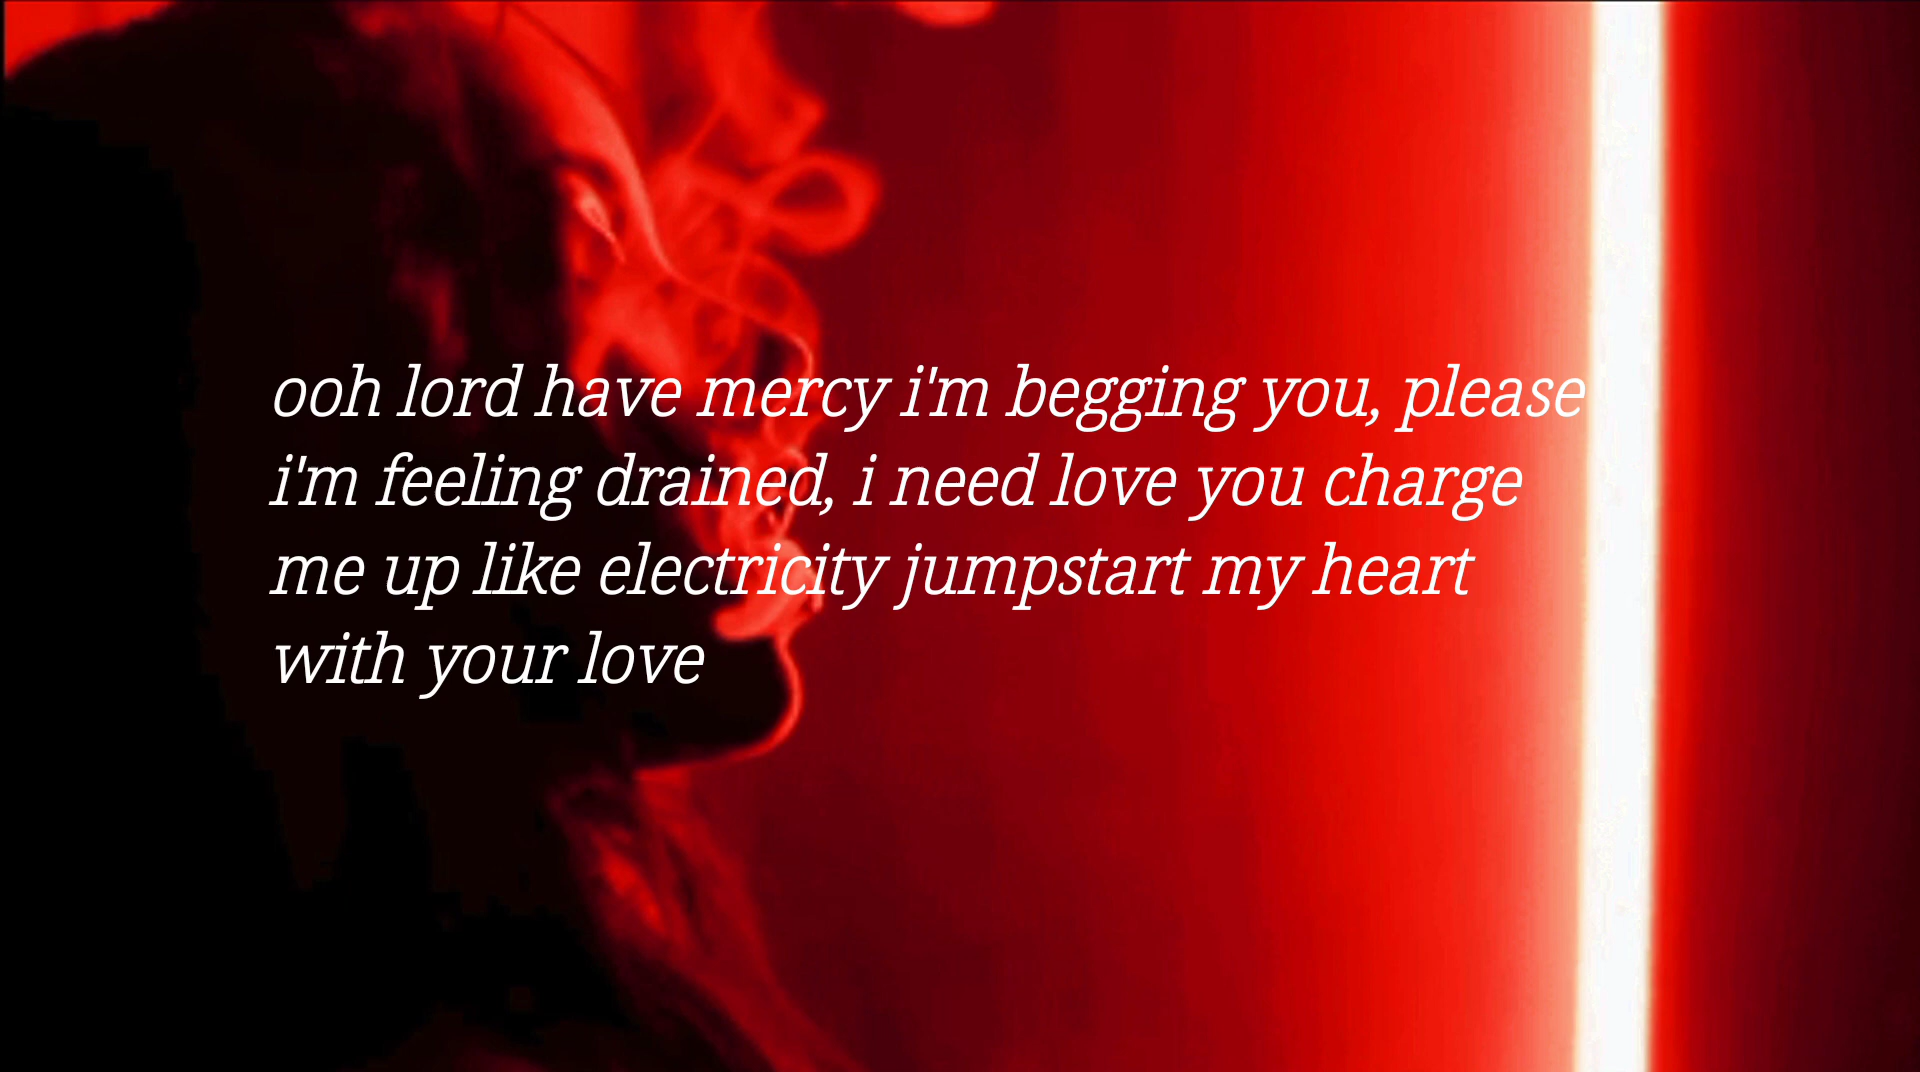 ooh lord have mercy i'm begging you, please
i'm feeling drained, i need love you charge
me up like electricity jumpstart my heart
with your love